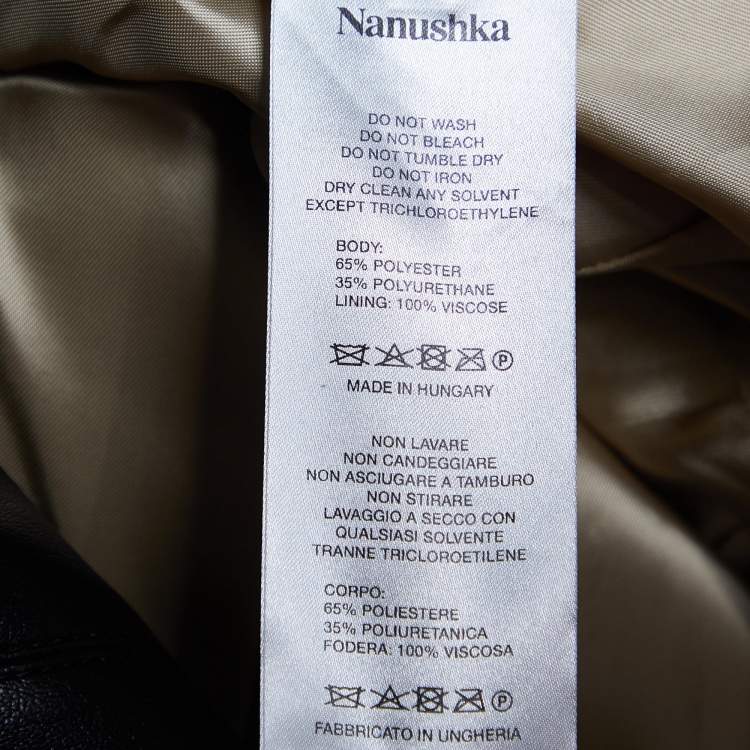 Nanushka
DO NOT WASH
DO NOT BLEACH
DO NOT TUMBLE DRY
DO NOT IRON
DRY CLEAN ANY SOLVENT
EXCEPT TRICHLOROETHYLENE
BODY:
65% POLYESTER
35% POLYURETHANE
LINING: 100% VISCOSE
P
MADE IN HUNGARY
NON LAVARE
NON CANDEGGIARE
NON ASCIUGARE A TAMBURO
NON STIRARE
LAVAGGIO A SECCO CON
QUALSIASI SOLVENTE
TRANNE TRICLOROETILENE
CORPO:
65% POLIESTERE
35% POLIURETANICA
FODERA: 100% VISCOSA
P
FABBRICATO IN UNGHERIA